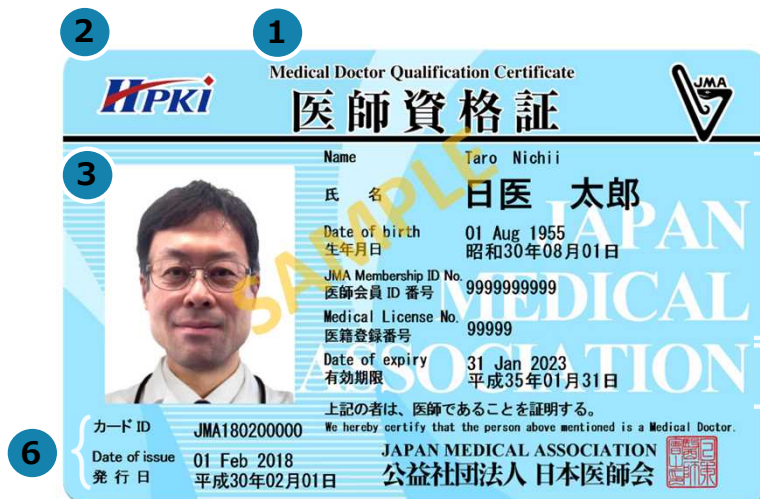 2
1
Medical Doctor Qualification Certificate
HPKI
医師資格証
JMA
3
Name Taro Nichii
氏 名 日医 太郎
Date of birth 01 Aug 1955
生年月日 昭和30年08月01日
JMA Membership ID No.
医師会員 ID 番号 9999999999
Medical License No.
医籍登録番号 99999
Date of expiry 31 Jan 2023
有効期限 平成35年01月31日
SAMPLE
JAPAN
MEDICAL
ASSOCIATION
上記の者は、医師であることを証明する。
We hereby certify that the person above mentioned is a Medical Doctor.
6
カード ID JMA180200000
Date of issue 01 Feb 2018
発行日 平成30年02月01日
JAPAN MEDICAL ASSOCIATION
公益社団法人 日本医師会